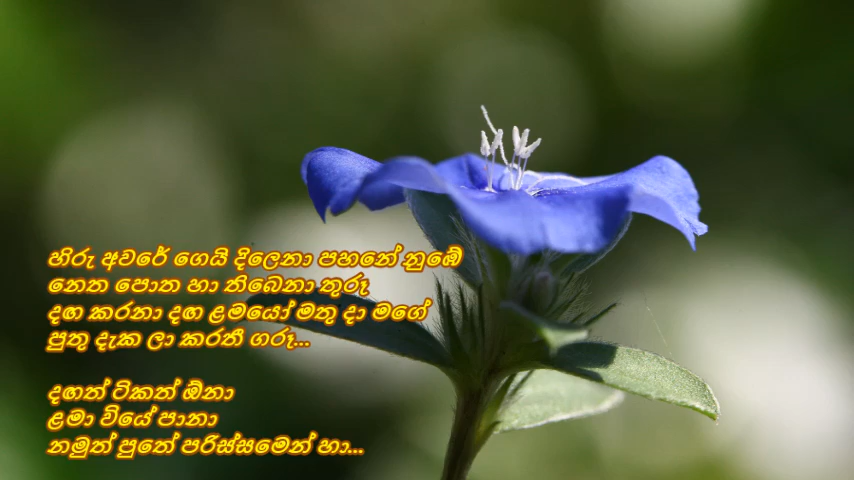 හිරු අවරේ ගෙයි දිලෙනා පහනේ නුඹේ
නෙත පොත හා තිබෙනා තුරූ
දඟ කරනා දඟ ළමයෝ මතු දා මගේ
පුතු දැක ලා කරතී ගරූ...
දඟත් ටිකත් ඕනා
ළමා වියේ පානා
නමුත් පුතේ පරිස්සමෙන් හා...